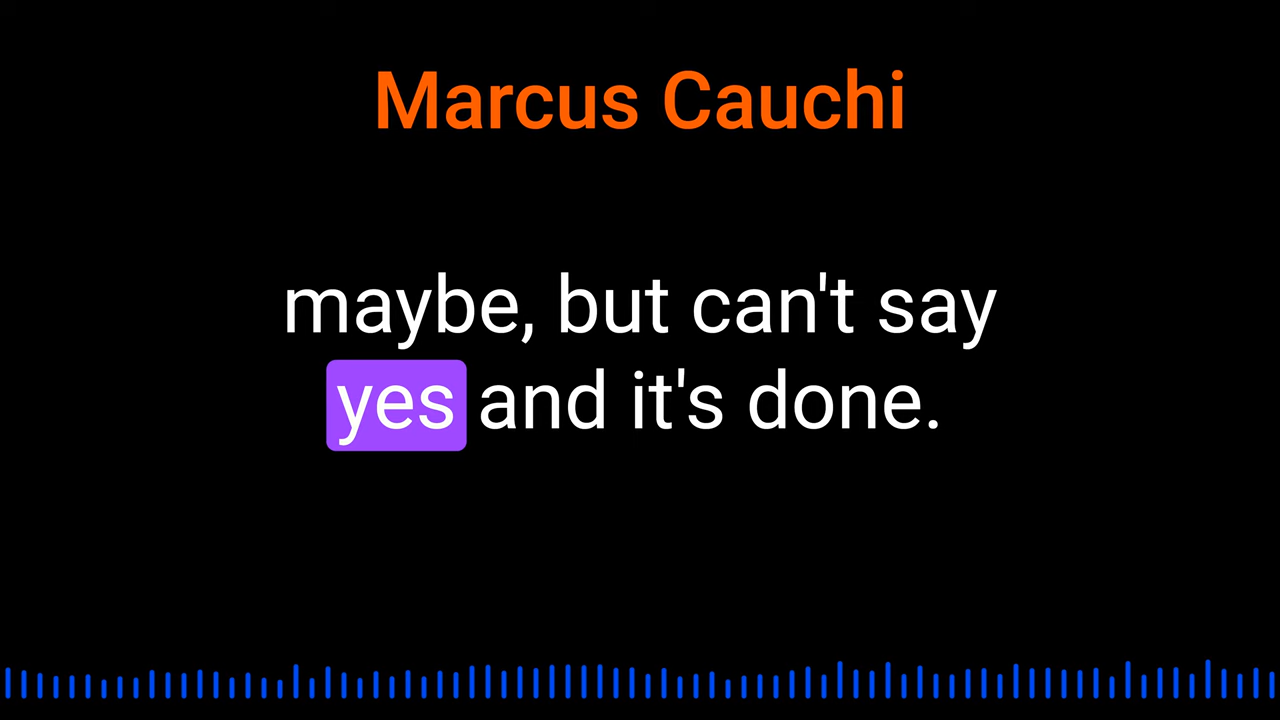 Marcus Cauchi
maybe, but can't say
yes and it's done.